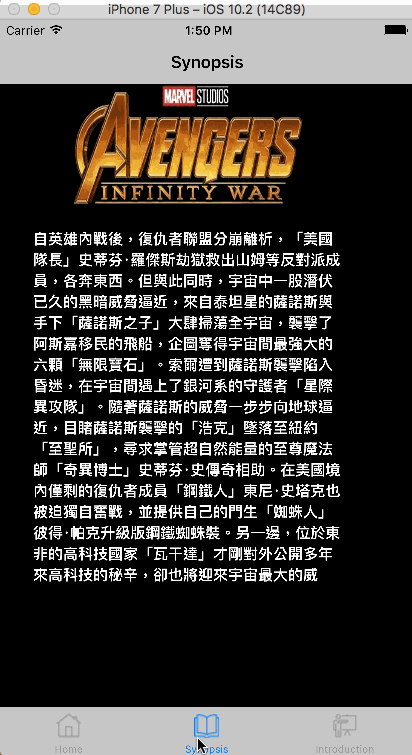 iPhone 7 Plus – iOS 10.2 (14C89)
Carrier 1:50 PM
Synopsis
MARVEL STUDIOS
AVENGERS
INFINITY WAR
自英雄內戰後，復仇者聯盟分崩離析，「美國
隊長」史蒂芬·羅傑斯劫獄救出山姆等反對派成
員，各奔東西。但與此同時，宇宙中一股潛伏
已久的黑暗威脅逼近，來自泰坦星的薩諾斯與
手下「薩諾斯之子」大肆掃蕩全宇宙，襲擊了
阿斯嘉移民的飛船，企圖奪得宇宙間最強大的
六顆「無限寶石」。索爾遭到薩諾斯襲擊陷入
昏迷，在宇宙間遇上了銀河系的守護者「星際
異攻隊」。隨著薩諾斯的威脅一步步向地球逼
近，目睹薩諾斯襲擊的「浩克」墜落至紐約
「至聖所」，尋求掌管超自然能量的至尊魔法
師「奇異博士」史蒂芬·史傳奇相助。在美國境
內僅剩的復仇者成員「鋼鐵人」東尼·史塔克也
被迫獨自奮戰，並提供自己的門生「蜘蛛人」
彼得·帕克升級版鋼鐵蜘蛛裝。另一邊，位於東
非的高科技國家「瓦干達」才剛對外公開多年
來高科技的秘辛，卻也將迎來宇宙最大的威
Home Synopsis Introduction